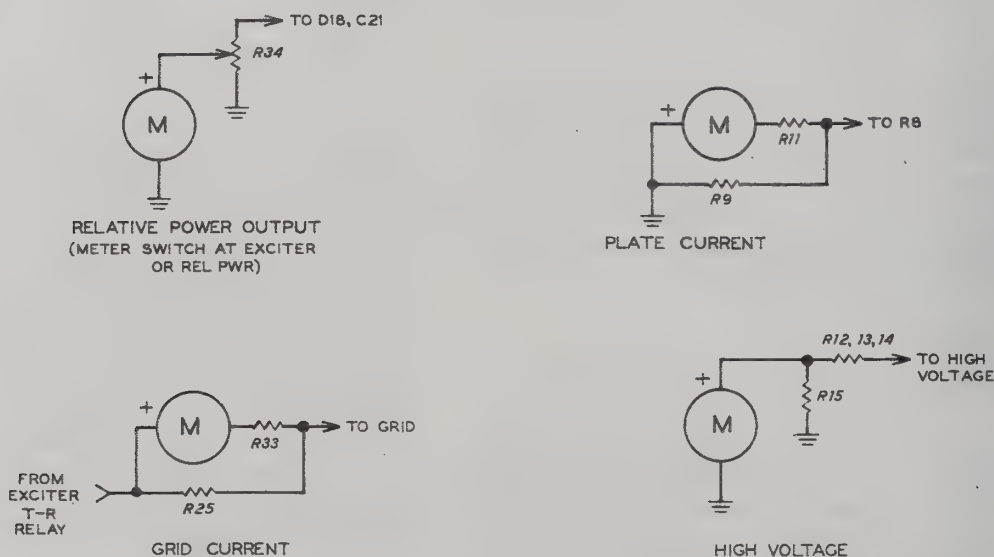 TO D18, C21
R34
+
M
RELATIVE POWER OUTPUT
(METER SWITCH AT EXCITER
OR REL PWR)
+
M
R11
TO R8
R9
PLATE CURRENT
+
M
R33
TO GRID
FROM
EXCITER
T-R
RELAY
R25
GRID CURRENT
R12, 13, 14
TO HIGH
VOLTAGE
+
R15
M
HIGH VOLTAGE